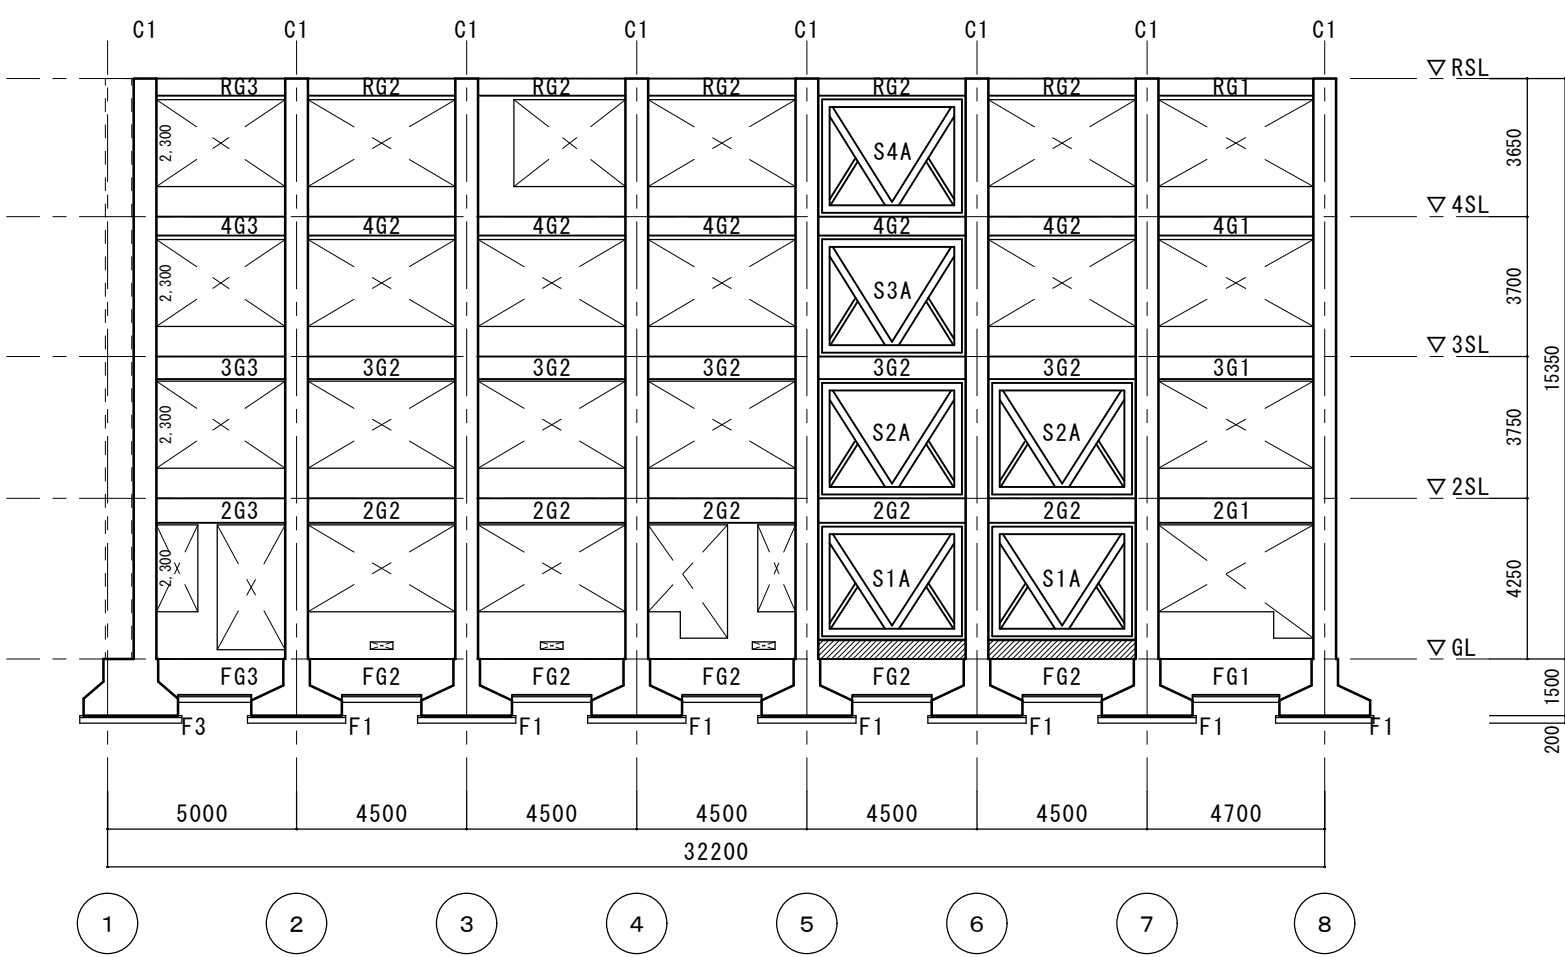 C1 C1 C1 C1 C1 C1 C1 C1
▽ RSL
RG3 RG2 RG2 RG2 RG2 RG2 RG1
2,300
S4A
3650
▽ 4SL
4G3 4G2 4G2 4G2 4G2 4G2 4G1
2,300
S3A
3700
▽ 3SL
3G3 3G2 3G2 3G2 3G2 3G2 3G1
15350
2,300
S2A S2A
3750
▽ 2SL
2G3 2G2 2G2 2G2 2G2 2G2 2G1
2,300
S1A S1A
4250
▽ GL
FG3 FG2 FG2 FG2 FG2 FG2 FG1
1500
F3 F1 F1 F1 F1 F1 F1 F1
200
5000 4500 4500 4500 4500 4500 4700
32200
1 2 3 4 5 6 7 8